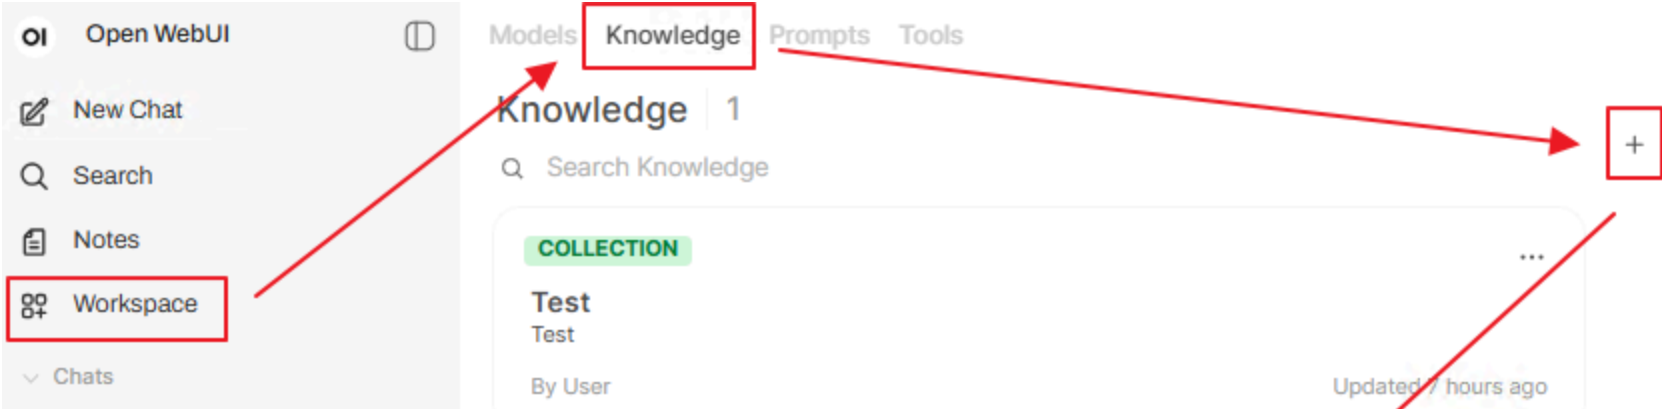 OI Open WebUI
New Chat
Search
Notes
Workspace
Chats
Models Knowledge Prompts Tools
Knowledge 1
Search Knowledge
COLLECTION
Test
Test
By User Updated 7 hours ago